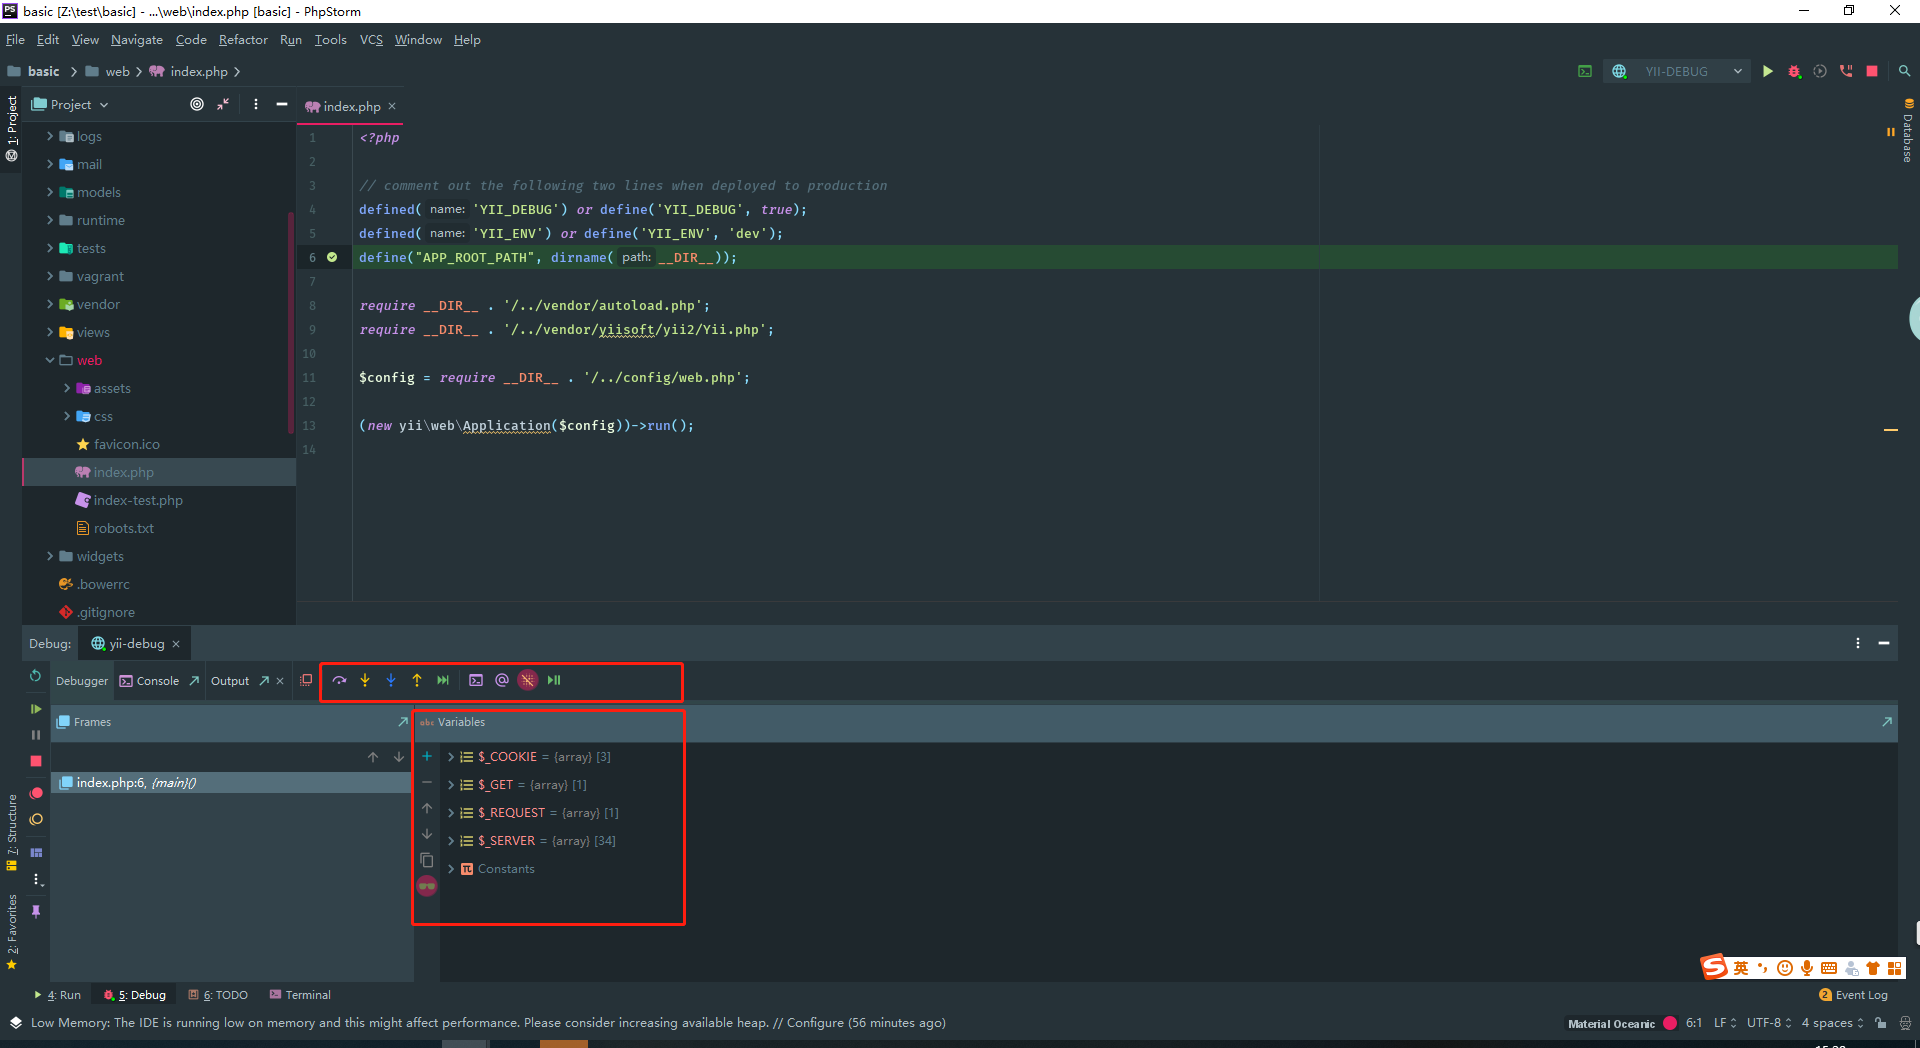 basic [Z:\test\basic] - ...\web\index.php [basic] - PhpStorm
File Edit View Navigate Code Refactor Run Tools VCS Window Help
basic web index.php
YII-DEBUG
1: Project
Project
index.php
logs
mail
models
runtime
tests
vagrant
vendor
views
web
assets
css
favicon.ico
index.php
index-test.php
robots.txt
widgets
.bowerrc
.gitignore
1 <?php
2
3 // comment out the following two lines when deployed to production
4 defined( name: 'YII_DEBUG') or define('YII_DEBUG', true);
5 defined( name: 'YII_ENV') or define('YII_ENV', 'dev');
6 define("APP_ROOT_PATH", dirname( path: __DIR__));
7
8 require __DIR__ . '/../vendor/autoload.php';
9 require __DIR__ . '/../vendor/yiisoft/yii2/Yii.php';
10
11 $config = require __DIR__ . '/../config/web.php';
12
13 (new yii\web\Application($config))->run();
14
Database
Debug: yii-debug
Debugger Console Output
Frames
index.php:6, {main}()
Variables
$_COOKIE = {array} [3]
$_GET = {array} [1]
$_REQUEST = {array} [1]
$_SERVER = {array} [34]
Constants
7: Structure
2: Favorites
英
4: Run 5: Debug 6: TODO Terminal
2 Event Log
Low Memory: The IDE is running low on memory and this might affect performance. Please consider increasing available heap. // Configure (56 minutes ago)
Material Oceanic 6:1 LF UTF-8 4 spaces